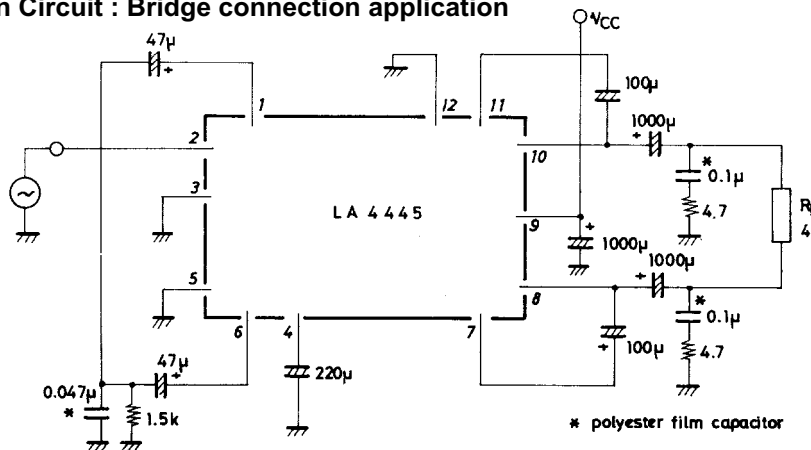 n Circuit : Bridge connection application
+VCC
47µ
+
1
12
11
100µ
1000µ
+
2
10
*
0.1µ
4.7
3
LA 4445
9
+
1000µ
R
4
1000µ
+
5
8
*
0.1µ
4.7
6
4
7
47µ
+
100µ
+
0.047µ
*
1.5k
220µ
* polyester film capacitor